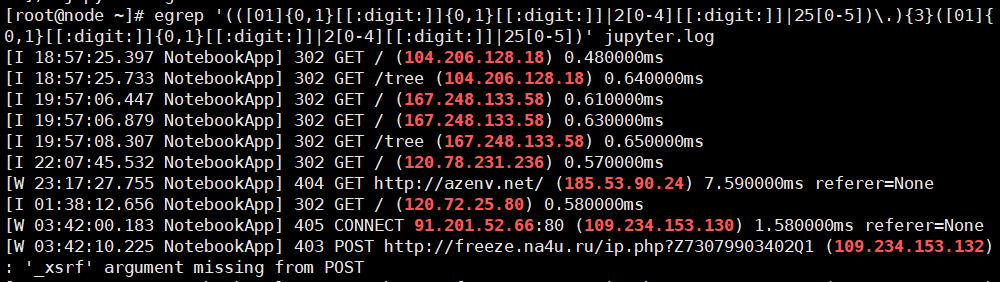 [root@node ~]# egrep '(([01]{0,1}[[:digit:]]{0,1}[[:digit:]]|2[0-4][[:digit:]]|25[0-5])\.){3}([01]{
0,1}[[:digit:]]{0,1}[[:digit:]]|2[0-4][[:digit:]]|25[0-5])' jupyter.log
[I 18:57:25.397 NotebookApp] 302 GET / (104.206.128.18) 0.480000ms
[I 18:57:25.733 NotebookApp] 302 GET /tree (104.206.128.18) 0.640000ms
[I 19:57:06.447 NotebookApp] 302 GET / (167.248.133.58) 0.610000ms
[I 19:57:06.879 NotebookApp] 302 GET / (167.248.133.58) 0.630000ms
[I 19:57:08.307 NotebookApp] 302 GET /tree (167.248.133.58) 0.650000ms
[I 22:07:45.532 NotebookApp] 302 GET / (120.78.231.236) 0.570000ms
[W 23:17:27.755 NotebookApp] 404 GET http://azenv.net/ (185.53.90.24) 7.590000ms referer=None
[I 01:38:12.656 NotebookApp] 302 GET / (120.72.25.80) 0.580000ms
[W 03:42:00.183 NotebookApp] 405 CONNECT 91.201.52.66:80 (109.234.153.130) 1.580000ms referer=None
[W 03:42:10.225 NotebookApp] 403 POST http://freeze.na4u.ru/ip.php?Z73079903402Q1 (109.234.153.132)
: '_xsrf' argument missing from POST